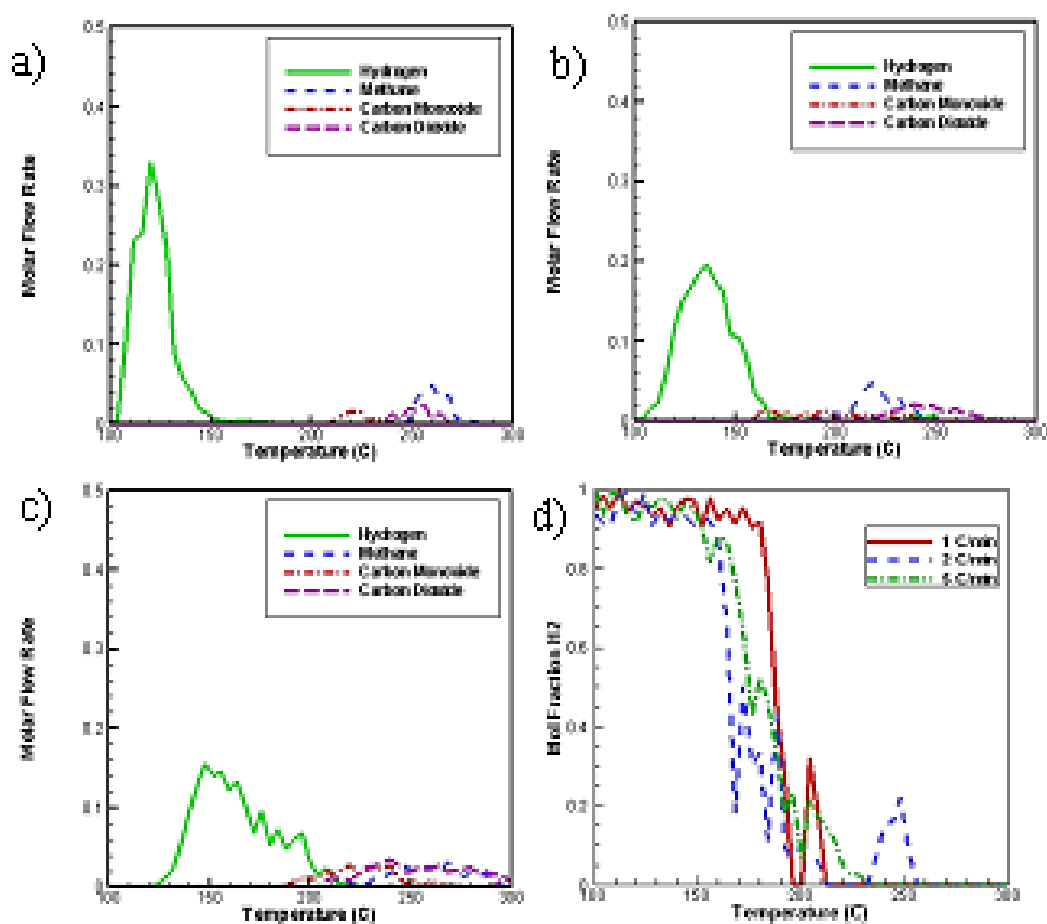 a)
0.5
0.4
0.3
0.2
0.1
0
100
150
200
250
300
Molar Flow Rate
Temperature (C)
Hydrogen
Methane
Carbon Monoxide
Carbon Dioxide
b)
0.5
0.4
0.3
0.2
0.1
0
100
150
200
250
300
Molar Flow Rate
Temperature (C)
Hydrogen
Methane
Carbon Monoxide
Carbon Dioxide
c)
0.5
0.4
0.3
0.2
0.1
0
100
150
200
250
300
Molar Flow Rate
Temperature (C)
Hydrogen
Methane
Carbon Monoxide
Carbon Dioxide
d)
1
0.8
0.6
0.4
0.2
0
100
150
200
250
300
Mol Fraction H2
Temperature (C)
1 C/min
2 C/min
5 C/min